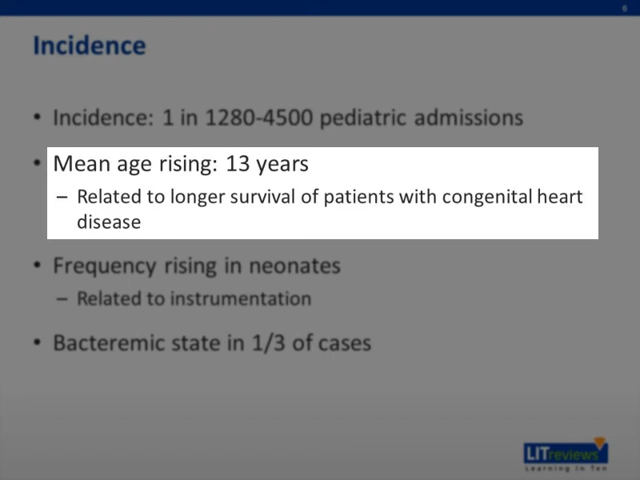 6
Incidence
• Incidence: 1 in 1280-4500 pediatric admissions
• Mean age rising: 13 years
– Related to longer survival of patients with congenital heart
disease
• Frequency rising in neonates
– Related to instrumentation
• Bacteremic state in 1/3 of cases
LITreviews
Learning In Ten